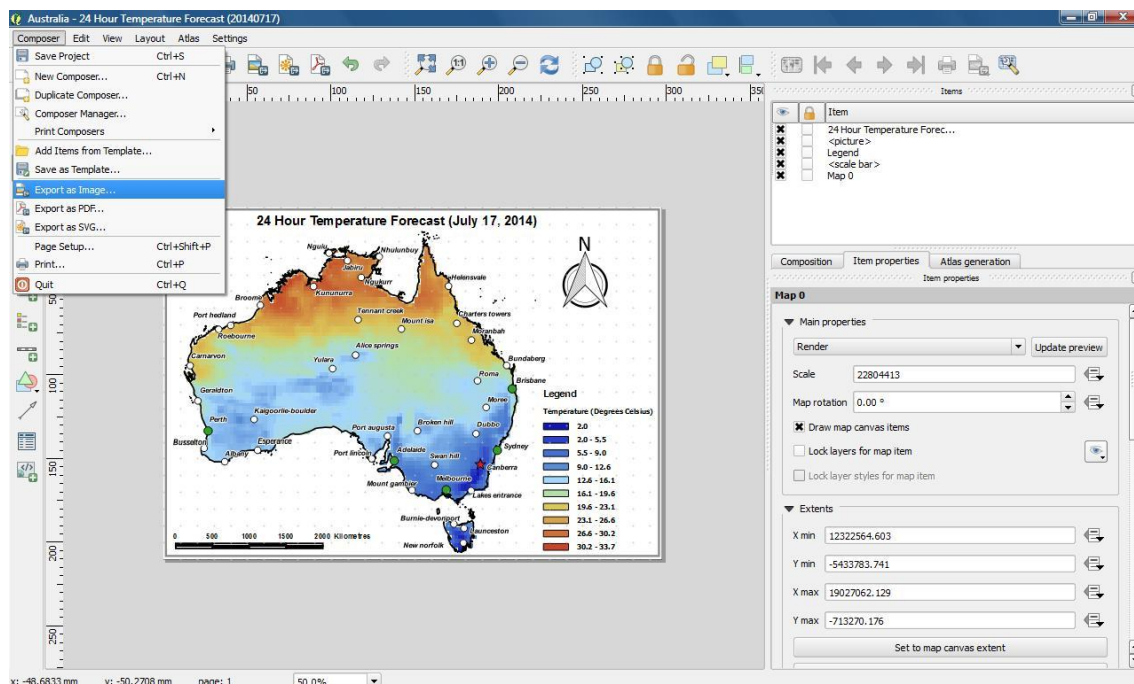 Australia - 24 Hour Temperature Forecast (20140717)
Composer Edit View Layout Atlas Settings
Save Project Ctrl+S
New Composer... Ctrl+N
Duplicate Composer...
Composer Manager...
Print Composers
Add Items from Template...
Save as Template...
Export as Image...
Export as PDF...
Export as SVG...
Page Setup... Ctrl+Shift+P
Print... Ctrl+P
Quit Ctrl+Q
50 100 150 200 250 300 350
50
100
150
200
250
24 Hour Temperature Forecast (July 17, 2014)
N
Nguiu
Nhulunbuy
Jabiru
Ngukurr
Kununurra
Helensvale
Broome
Port hedland
Tennant creek
Charters towers
Mount isa
Roebourne
Moranbah
Alice springs
Carnarvon
Yulara
Bundaberg
Roma
Brisbane
Geraldton
Moree
Kalgoorlie-boulder
Perth
Port augusta
Broken hill
Dubbo
Busselton
Esperance
Sydney
Albany
Port lincoln
Adelaide
Swan hill
Canberra
Mount gambier
Melbourne
Lakes entrance
Burnie-devonport
Launceston
New norfolk
0 500 1000 1500 2000 Kilometres
Legend
Temperature (Degrees Celsius)
2.0
2.0 - 5.5
5.5 - 9.0
9.0 - 12.6
12.6 - 16.1
16.1 - 19.6
19.6 - 23.1
23.1 - 26.6
26.6 - 30.2
30.2 - 33.7
Items
Item
24 Hour Temperature Forec...
<picture>
Legend
<scale bar>
Map 0
Composition Item properties Atlas generation
Item properties
Map 0
Main properties
Render Update preview
Scale 22804413
Map rotation 0.00 °
Draw map canvas items
Lock layers for map item
Lock layer styles for map item
Extents
X min 12322564.603
Y min -5433783.741
X max 19027062.129
Y max -713270.176
Set to map canvas extent
x: -48.6833 mm y: -50.2708 mm page: 1 50.0%